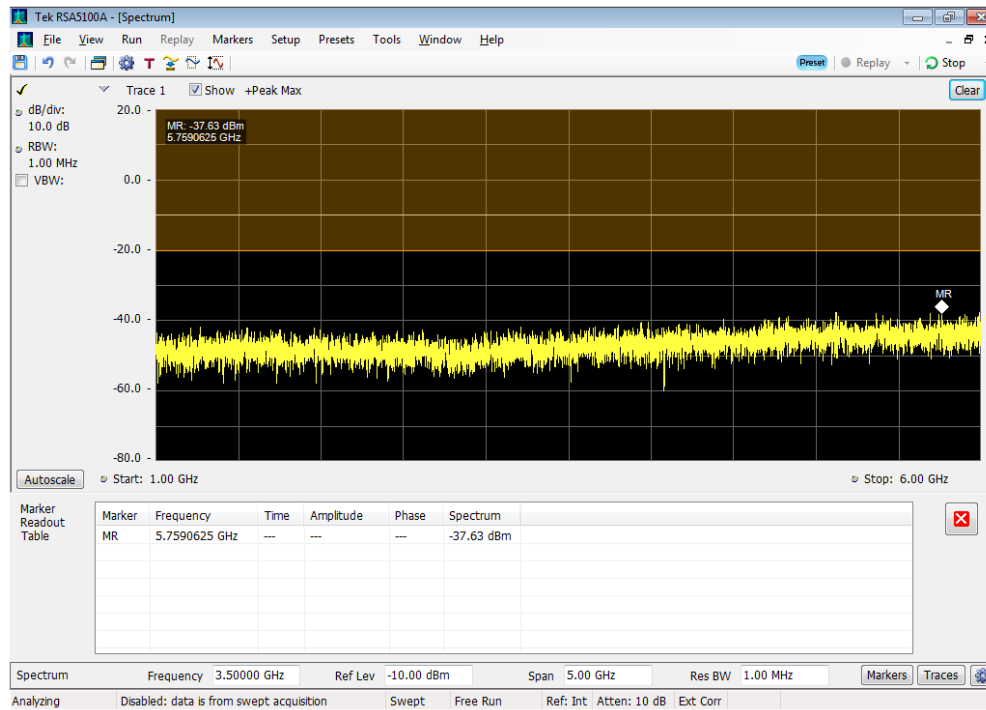 Tek RSA5100A - [Spectrum]
File View Run Replay Markers Setup Presets Tools Window Help
T Preset Replay Stop
Trace 1 Show +Peak Max Clear
dB/div:
10.0 dB
RBW:
1.00 MHz
VBW:
20.0 -
0.0 -
-20.0 -
-40.0 -
-60.0 -
-80.0 -
MR: -37.63 dBm
5.7590625 GHz
MR
Autoscale Start: 1.00 GHz Stop: 6.00 GHz
Marker
Readout
Table
Marker Frequency Time Amplitude Phase Spectrum
MR 5.7590625 GHz --- --- --- -37.63 dBm
Spectrum Frequency 3.50000 GHz Ref Lev -10.00 dBm Span 5.00 GHz Res BW 1.00 MHz Markers Traces
Analyzing Disabled: data is from swept acquisition Swept Free Run Ref: Int Atten: 10 dB Ext Corr